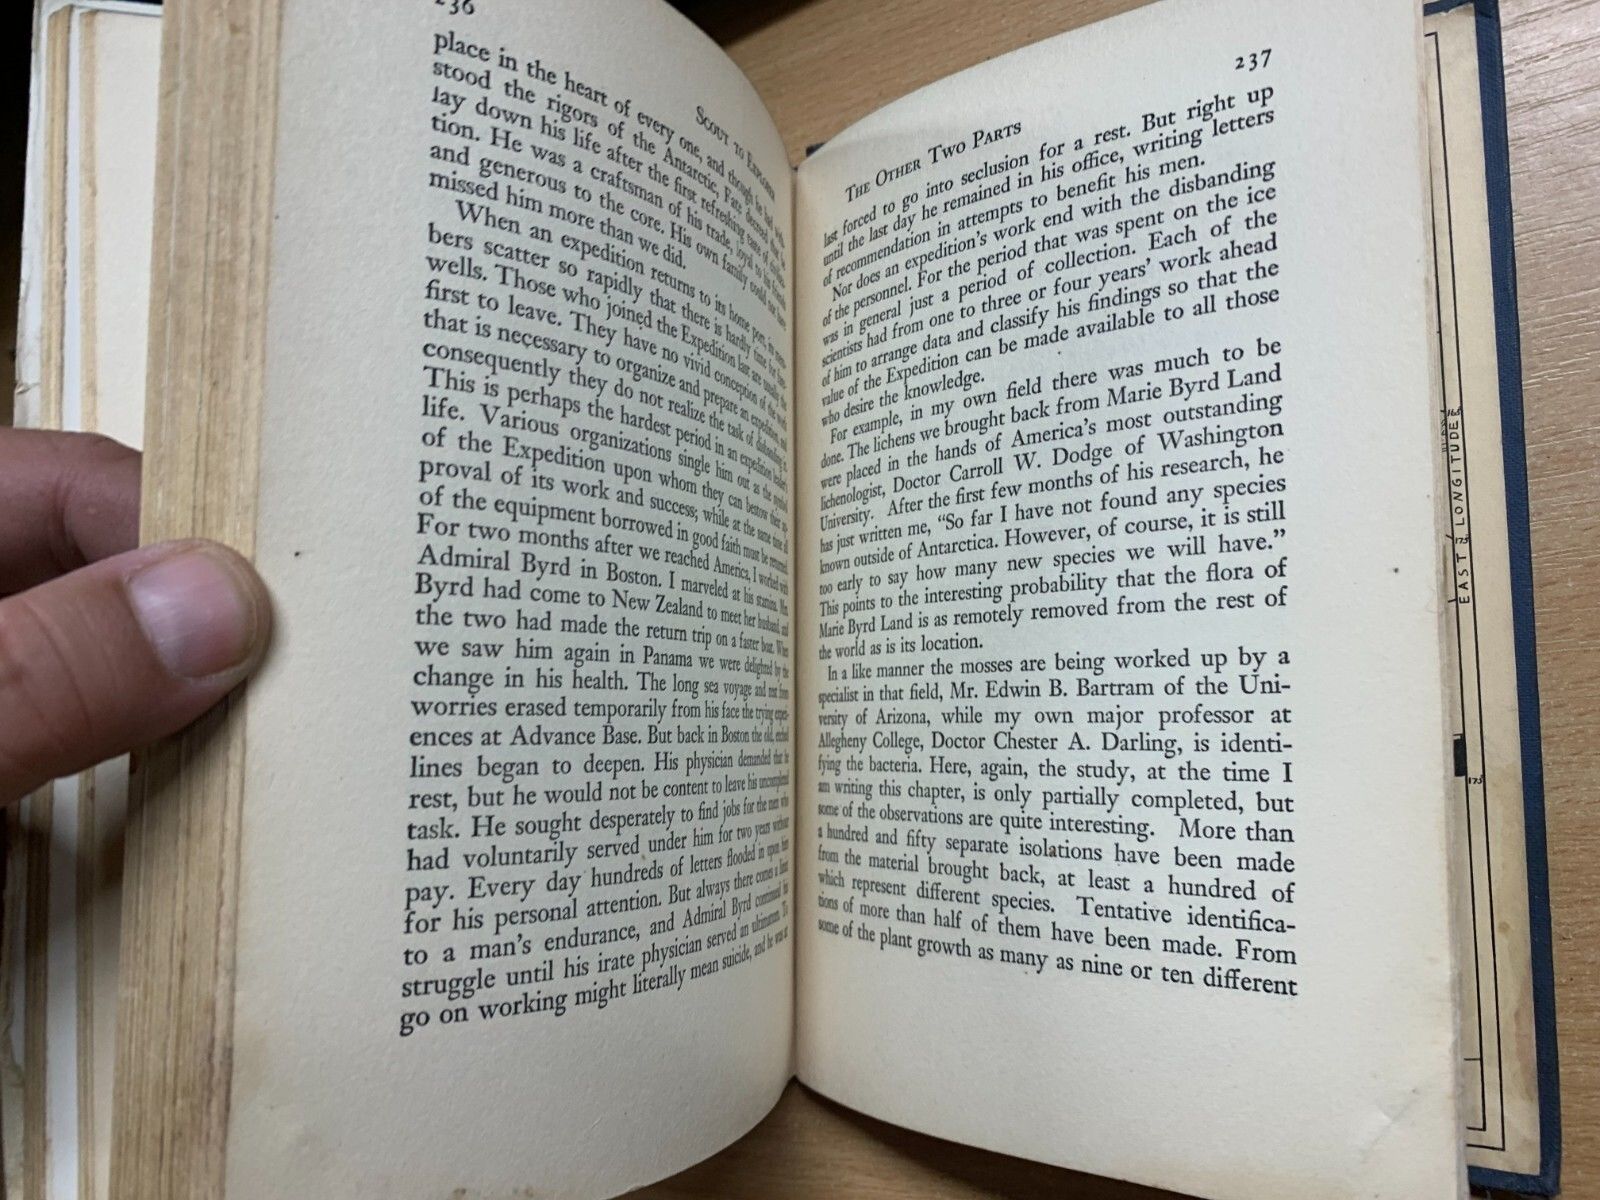 236
Scout to Explorer
place in the heart of every one, and though he had with-
stood the rigors of the Antarctic, Fate decreed that he
lay down his life after the first refreshing taste of civiliza-
tion. He was a craftsman of his trade, loyal to his friends
and generous to the core. His own family could not have
missed him more than we did.
When an expedition returns to its home port, its mem-
bers scatter so rapidly that there is hardly time for fare-
wells. Those who joined the Expedition last are usually the
first to leave. They have no vivid conception of the work
that is necessary to organize and prepare an expedition, and
consequently they do not realize the task of disbanding it.
This is perhaps the hardest period in an expedition leader's
life. Various organizations single him out as the symbol
of the Expedition upon whom they can bestow their ap-
proval of its work and success; while at the same time all
of the equipment borrowed in good faith must be returned.
For two months after we reached America, I worked with
Admiral Byrd in Boston. I marveled at his stamina. Mrs.
Byrd had come to New Zealand to meet her husband, and
the two had made the return trip on a faster boat. When
we saw him again in Panama we were delighted by the
change in his health. The long sea voyage and rest from
worries erased temporarily from his face the trying experi-
ences at Advance Base. But back in Boston the old, etched
lines began to deepen. His physician demanded that he
rest, but he would not be content to leave his uncompleted
task. He sought desperately to find jobs for the men who
had voluntarily served under him for two years without
pay. Every day hundreds of letters flooded in upon him
for his personal attention. But always there comes a limit
to a man's endurance, and Admiral Byrd continued his
struggle until his irate physician served an ultimatum. To
go on working might literally mean suicide, and he was at
237
The Other Two Parts
last forced to go into seclusion for a rest. But right up
until the last day he remained in his office, writing letters
of recommendation in attempts to benefit his men.
Nor does an expedition's work end with the disbanding
of the personnel. For the period that was spent on the ice
was in general just a period of collection. Each of the
scientists had from one to three or four years' work ahead
of him to arrange data and classify his findings so that the
value of the Expedition can be made available to all those
who desire the knowledge.
For example, in my own field there was much to be
done. The lichens we brought back from Marie Byrd Land
were placed in the hands of America's most outstanding
lichenologist, Doctor Carroll W. Dodge of Washington
University. After the first few months of his research, he
has just written me, "So far I have not found any species
known outside of Antarctica. However, of course, it is still
too early to say how many new species we will have."
This points to the interesting probability that the flora of
Marie Byrd Land is as remotely removed from the rest of
the world as is its location.
In a like manner the mosses are being worked up by a
specialist in that field, Mr. Edwin B. Bartram of the Uni-
versity of Arizona, while my own major professor at
Allegheny College, Doctor Chester A. Darling, is identi-
fying the bacteria. Here, again, the study, at the time I
am writing this chapter, is only partially completed, but
some of the observations are quite interesting. More than
a hundred and fifty separate isolations have been made
from the material brought back, at least a hundred of
which represent different species. Tentative identifica-
tions of more than half of them have been made. From
some of the plant growth as many as nine or ten different
EAST LONGITUDE
175